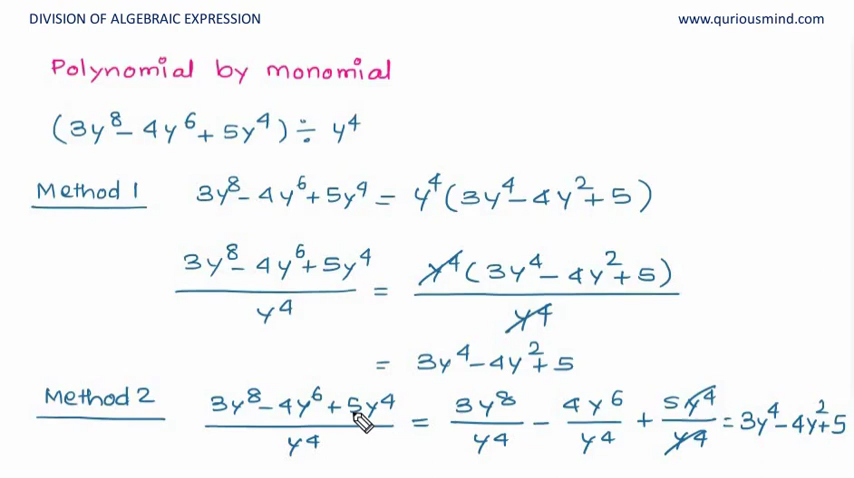 DIVISION OF ALGEBRAIC EXPRESSION www.quriousmind.com
Polynomial by monomial
(3y⁸ - 4y⁶ + 5y⁴) ÷ y⁴
Method 1 3y⁸ - 4y⁶ + 5y⁴ = y⁴(3y⁴ - 4y² + 5)
3y⁸ - 4y⁶ + 5y⁴ / y⁴ = y⁴(3y⁴ - 4y² + 5) / y⁴
= 3y⁴ - 4y² + 5
Method 2 3y⁸ - 4y⁶ + 5y⁴ / y⁴ = 3y⁸ / y⁴ - 4y⁶ / y⁴ + 5y⁴ / y⁴ = 3y⁴ - 4y² + 5